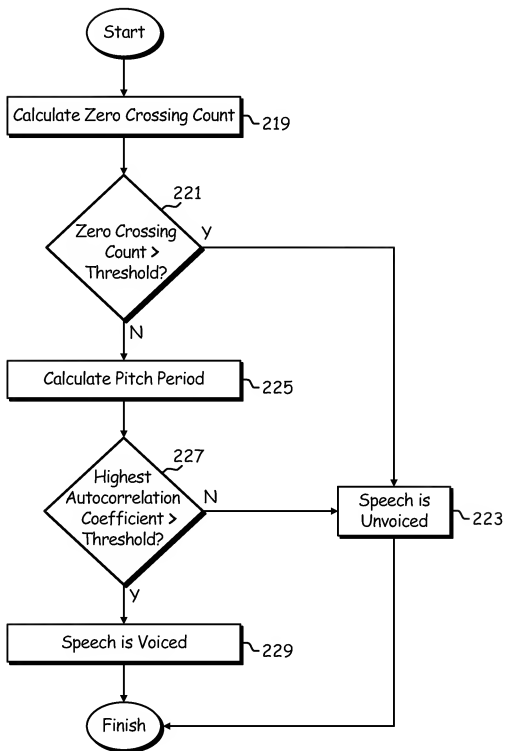 Start
Calculate Zero Crossing Count
219
221
Zero Crossing
Count >
Threshold?
Y
N
Calculate Pitch Period
225
227
Highest
Autocorrelation
Coefficient >
Threshold?
N
Speech is
Unvoiced
223
Y
Speech is Voiced
229
Finish